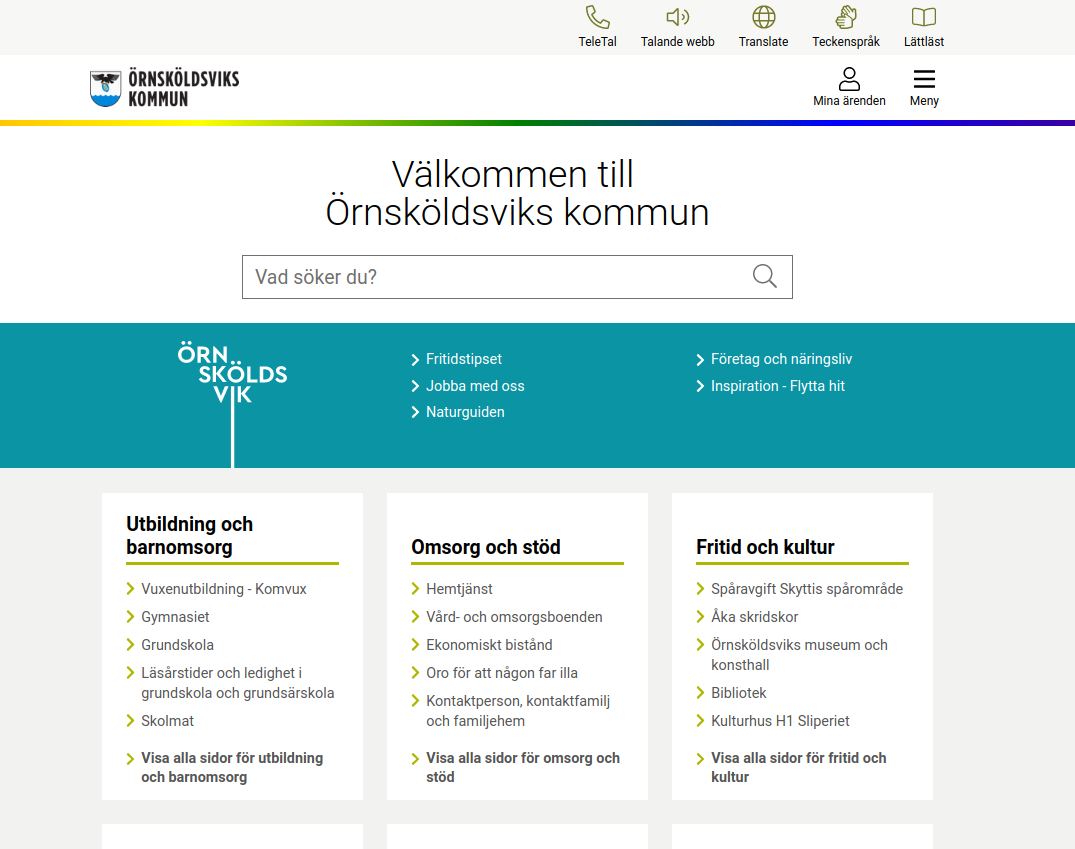 TeleTal
Talande webb
Translate
Teckenspråk
Lättläst
ÖRNSKÖLDSVIKS
KOMMUN
Mina ärenden
Meny
Välkommen till
Örnsköldsviks kommun
Vad söker du?
ÖRN
SKÖLDS
VIK
Fritidstipset
Jobba med oss
Naturguiden
Företag och näringsliv
Inspiration - Flytta hit
Utbildning och
barnomsorg
Vuxenutbildning - Komvux
Gymnasiet
Grundskola
Läsårstider och ledighet i
grundskola och grundsärskola
Skolmat
Visa alla sidor för utbildning
och barnomsorg
Omsorg och stöd
Hemtjänst
Vård- och omsorgsboenden
Ekonomiskt bistånd
Oro för att någon far illa
Kontaktperson, kontaktfamilj
och familjehem
Visa alla sidor för omsorg och
stöd
Fritid och kultur
Spåravgift Skyttis spårområde
Åka skridskor
Örnsköldsviks museum och
konsthall
Bibliotek
Kulturhus H1 Sliperiet
Visa alla sidor för fritid och
kultur